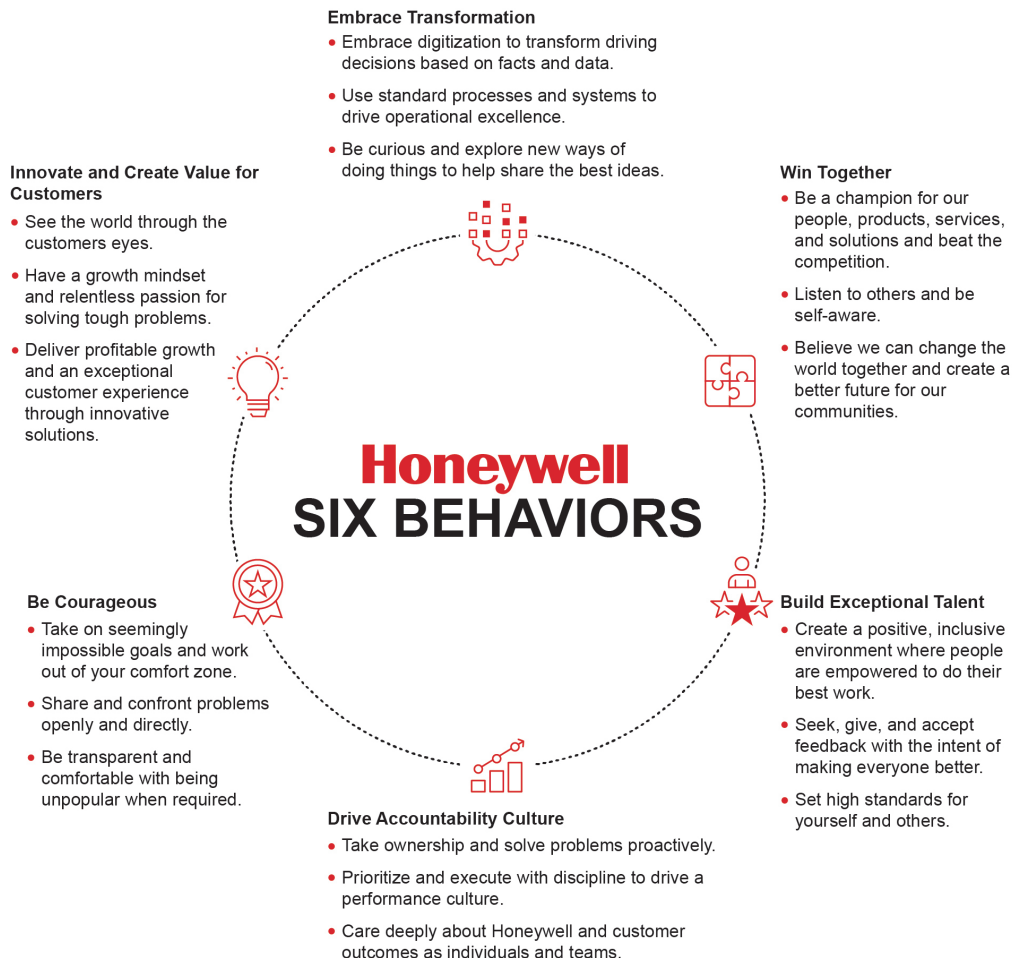 Embrace Transformation
• Embrace digitization to transform driving
decisions based on facts and data.
• Use standard processes and systems to
drive operational excellence.
• Be curious and explore new ways of
doing things to help share the best ideas.
Innovate and Create Value for
Customers
• See the world through the
customers eyes.
• Have a growth mindset
and relentless passion for
solving tough problems.
• Deliver profitable growth
and an exceptional
customer experience
through innovative
solutions.
Win Together
• Be a champion for our
people, products, services,
and solutions and beat the
competition.
• Listen to others and be
self-aware.
• Believe we can change the
world together and create a
better future for our
communities.
Honeywell
SIX BEHAVIORS
Be Courageous
• Take on seemingly
impossible goals and work
out of your comfort zone.
• Share and confront problems
openly and directly.
• Be transparent and
comfortable with being
unpopular when required.
Build Exceptional Talent
• Create a positive, inclusive
environment where people
are empowered to do their
best work.
• Seek, give, and accept
feedback with the intent of
making everyone better.
• Set high standards for
yourself and others.
Drive Accountability Culture
• Take ownership and solve problems proactively.
• Prioritize and execute with discipline to drive a
performance culture.
• Care deeply about Honeywell and customer
outcomes as individuals and teams.